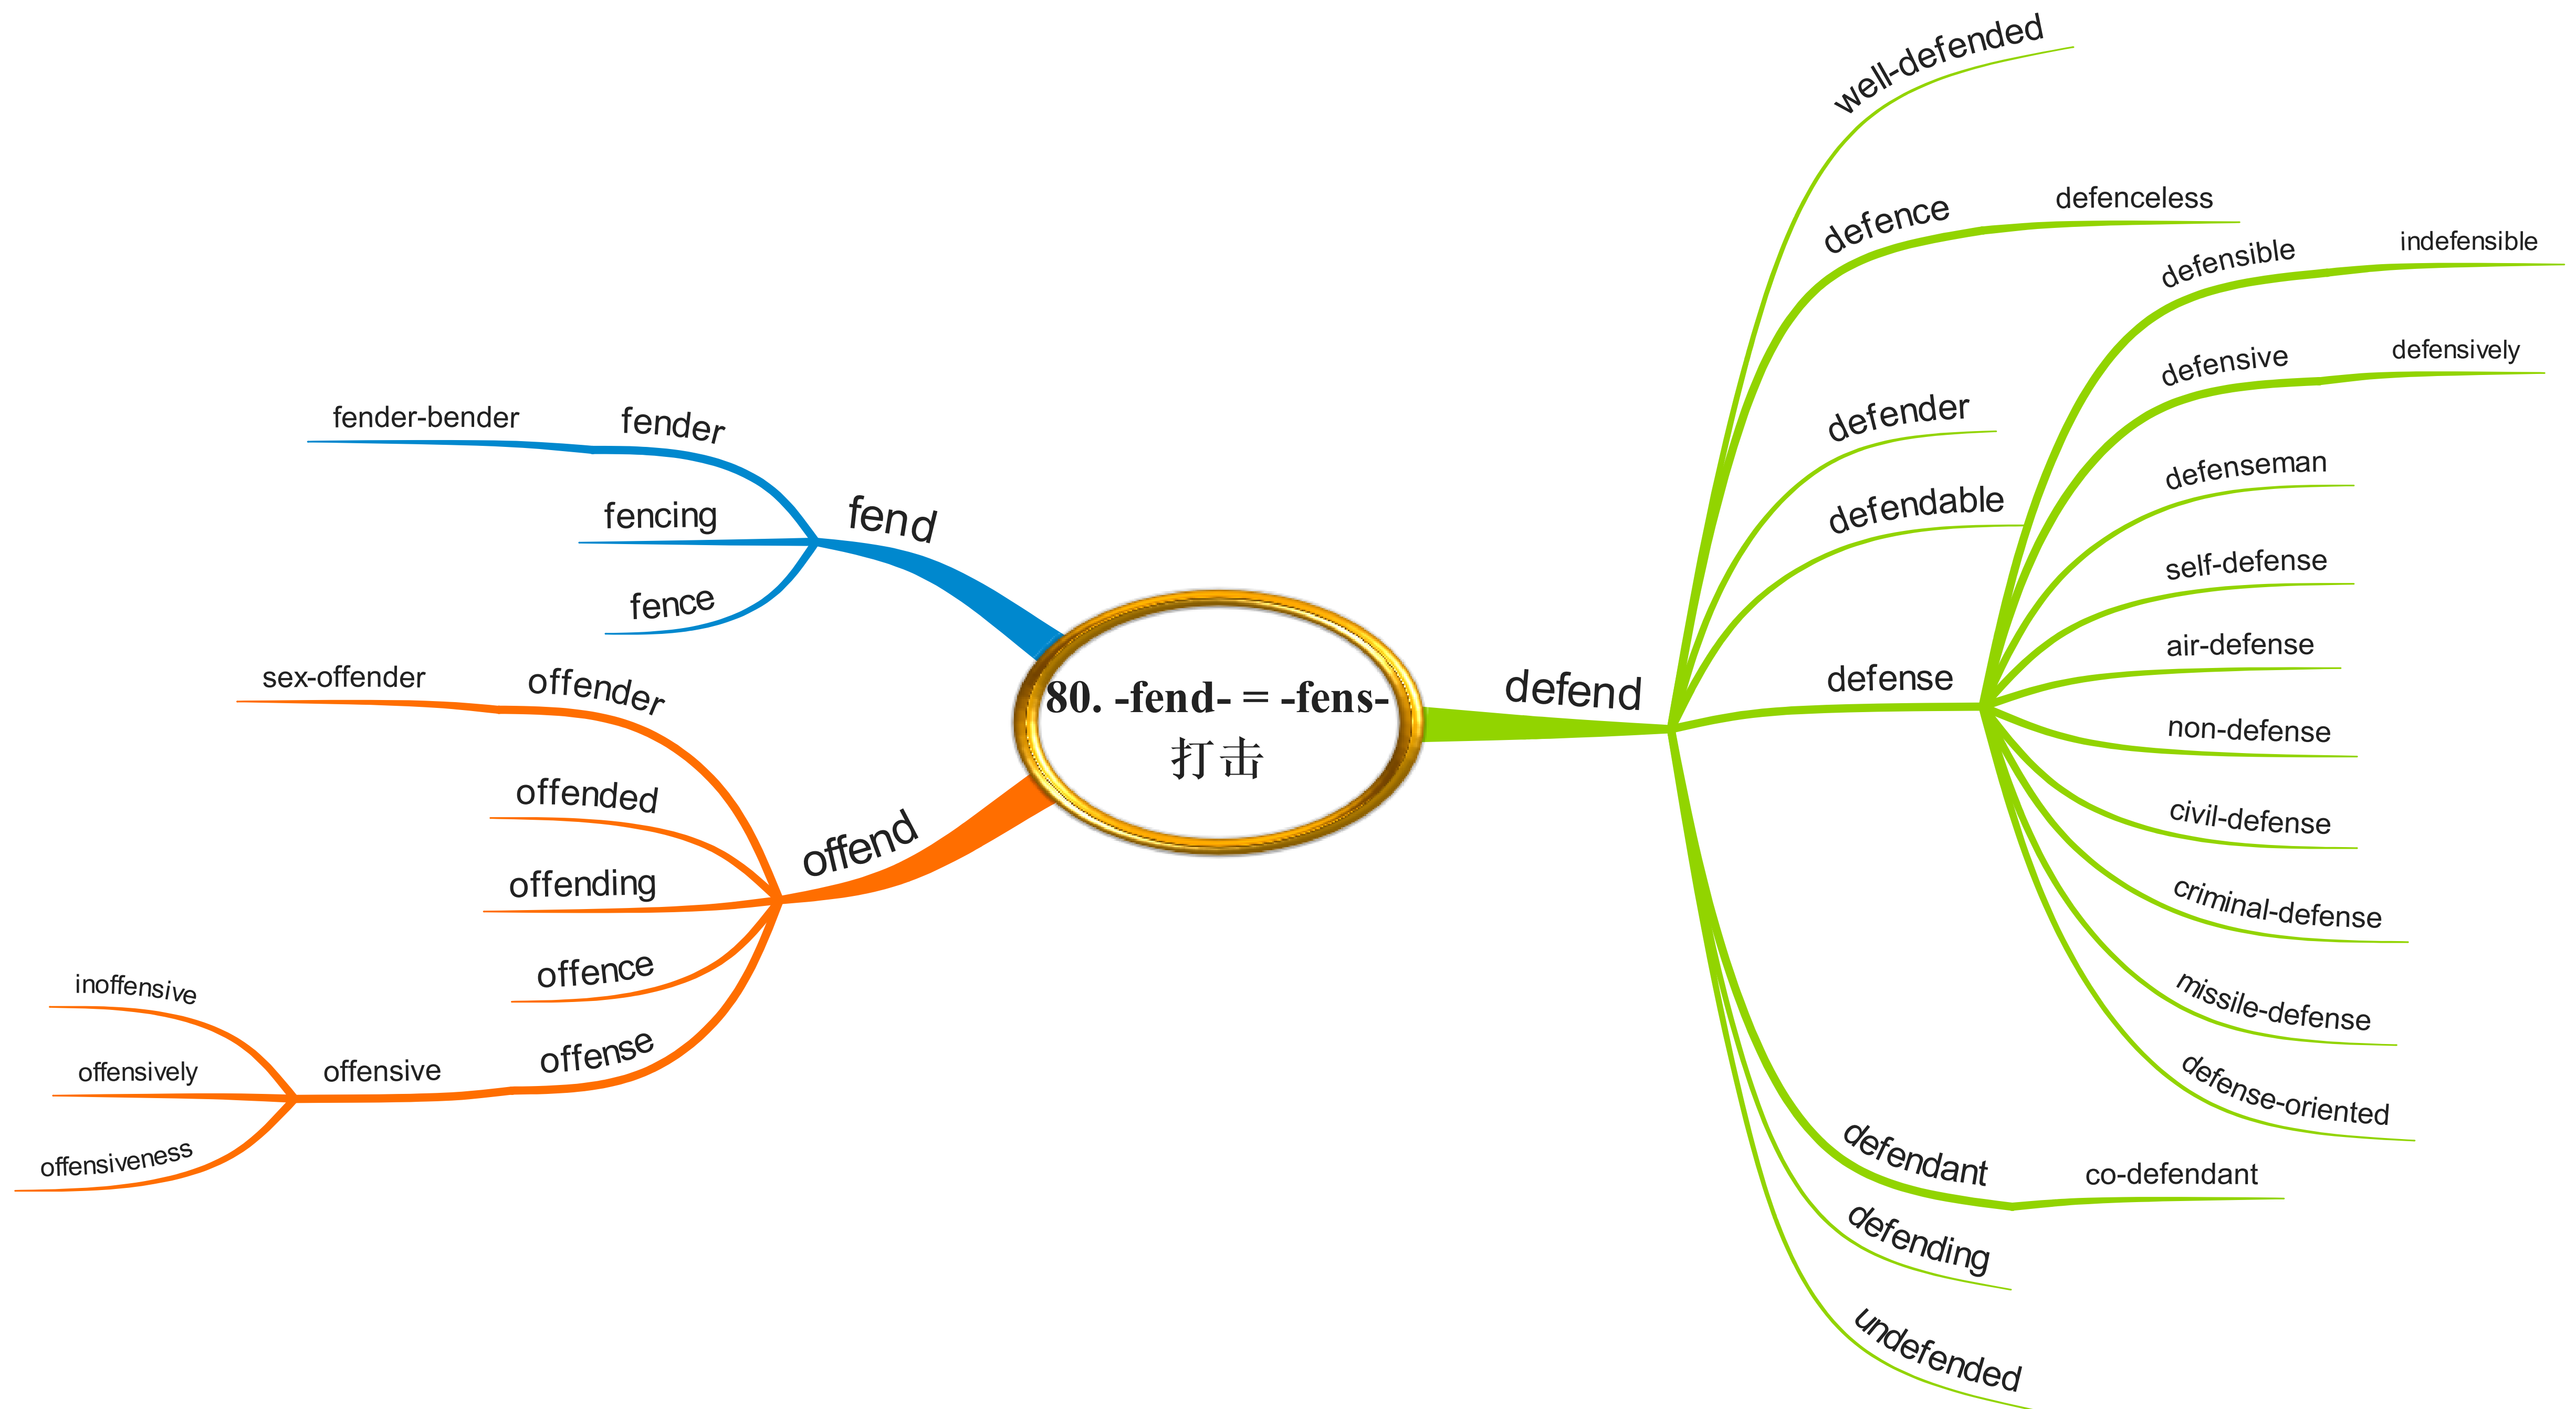 80. -fend- = -fens-
打击
defend
well-defended
defence
defenceless
defender
defendable
defense
defensible
indefensible
defensive
defensively
defenseman
self-defense
air-defense
non-defense
civil-defense
criminal-defense
missile-defense
defense-oriented
defendant
co-defendant
defending
undefended
fend
fender
fender-bender
fencing
fence
offend
offender
sex-offender
offended
offending
offence
offense
offensive
inoffensive
offensively
offensiveness